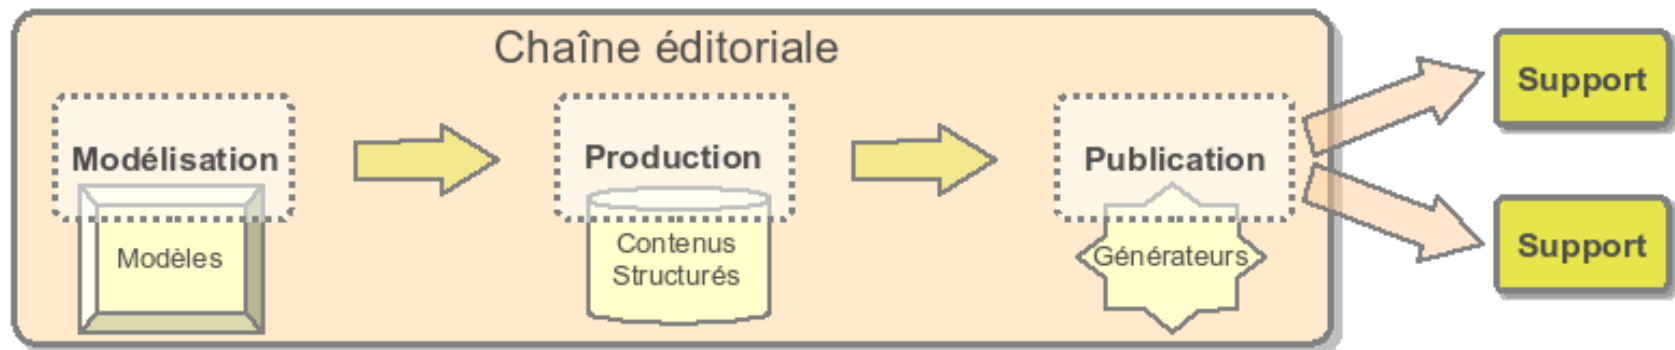 Chaîne éditoriale
Modélisation
Modèles
Production
Contenus
Structurés
Publication
Générateurs
Support
Support